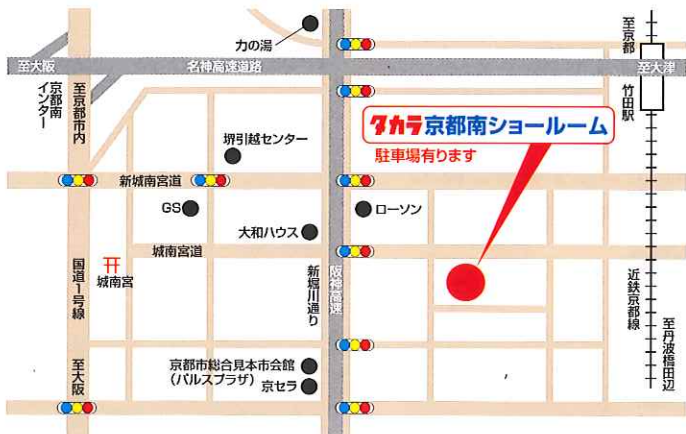 力の湯
至京都
至大阪
名神高速道路
至大津
京都南
インター
至京都市内
竹田駅
タカラ京都南ショールーム
駐車場有ります
堺引越センター
新城南宮道
GS
ローソン
大和ハウス
城南宮道
城南宮
国道1号線
新堀川通り
阪神高速
近鉄京都線
至丹波橋田辺
至大阪
京都市総合見本市会館
(パルスプラザ)
京セラ